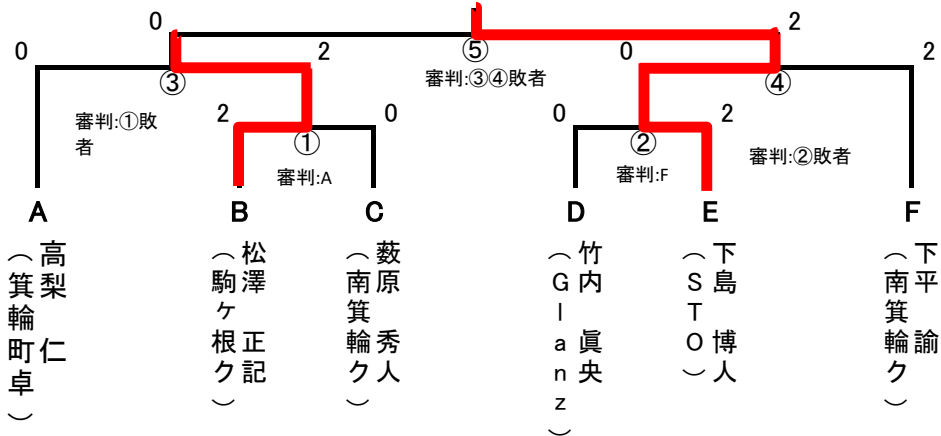 0
2
0
2
0
2
⑤
③
④
審判:③④敗者
審判:①敗
者
2
0
0
2
①
②
審判:A
審判:F
審判:②敗者
A
B
C
D
E
F
高梨 仁
(箕輪町卓)
松澤 正記
(駒ヶ根ク)
薮原 秀人
(南箕輪ク)
竹内 眞央
(Glanz)
下島 博人
(STO)
下平 諭
(南箕輪ク)